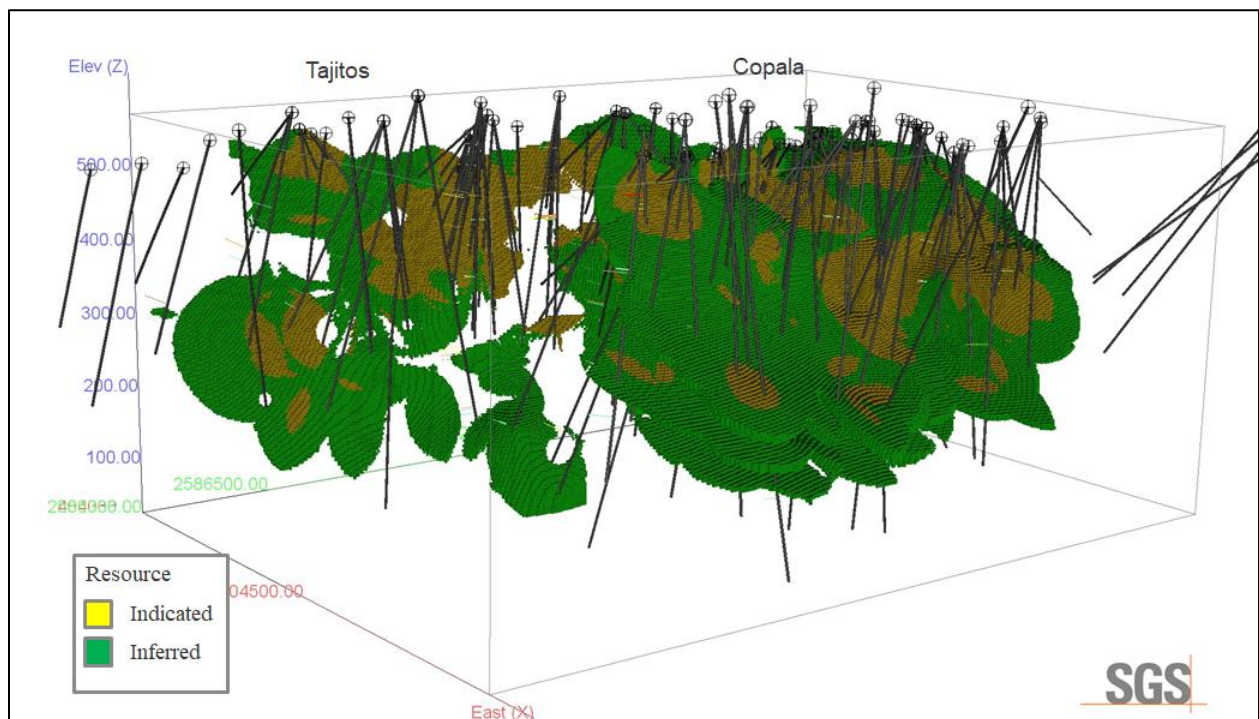 Tajitos
Copala
Elev (Z)
500.00
400.00
300.00
200.00
100.00
2586500.00
04500.00
Resource
Indicated
Inferred
East (X)
SGS